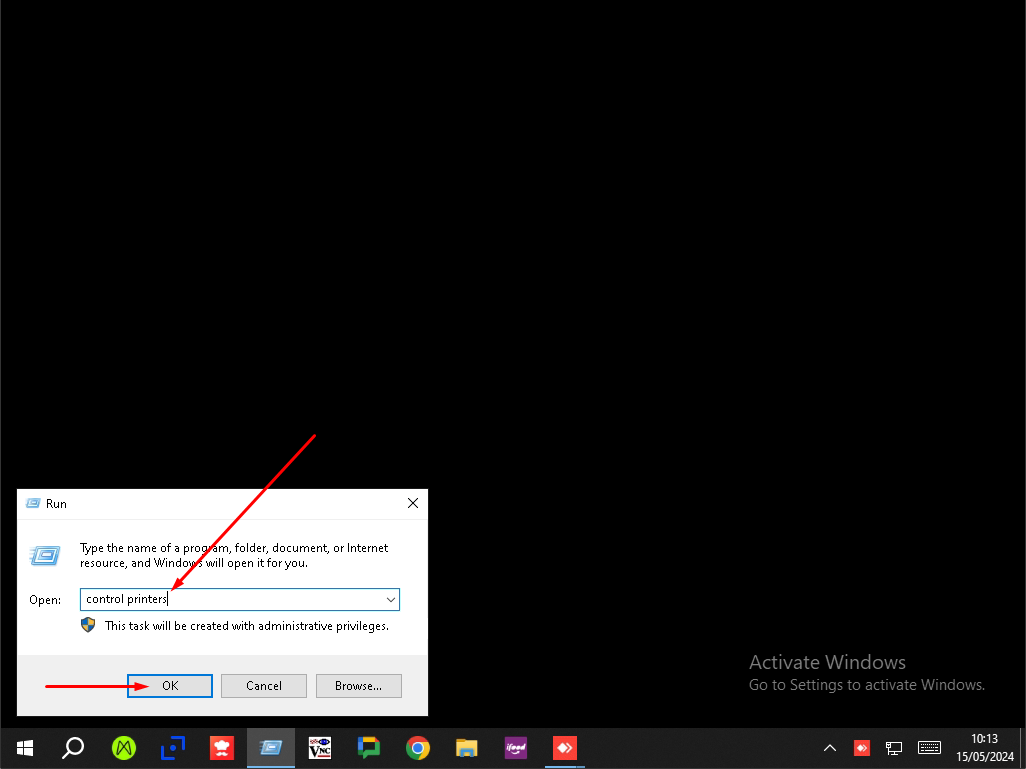 Run
Type the name of a program, folder, document, or Internet
resource, and Windows will open it for you.
Open:
control printers
This task will be created with administrative privileges.
OK
Cancel
Browse...
Activate Windows
Go to Settings to activate Windows.
VNC
ifood
10:13
15/05/2024